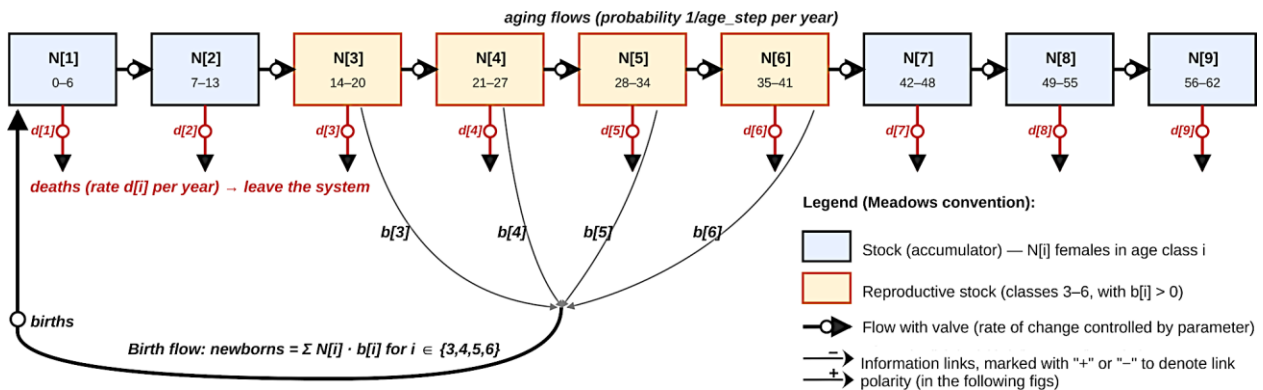 aging flows (probability 1/age_step per year)
N[1] N[2] N[3] N[4] N[5] N[6] N[7] N[8] N[9]
0–6 7–13 14–20 21–27 28–34 35–41 42–48 49–55 56–62
d[1] d[2] d[3] d[4] d[5] d[6] d[7] d[8] d[9]
deaths (rate d[i] per year) → leave the system
b[3] b[4] b[5] b[6]
births
Birth flow: newborns = Σ N[i] · b[i] for i ∈ {3,4,5,6}
Legend (Meadows convention):
Stock (accumulator) — N[i] females in age class i
Reproductive stock (classes 3–6, with b[i] > 0)
Flow with valve (rate of change controlled by parameter)
−
+
Information links, marked with "+" or "−" to denote link
polarity (in the following figs)